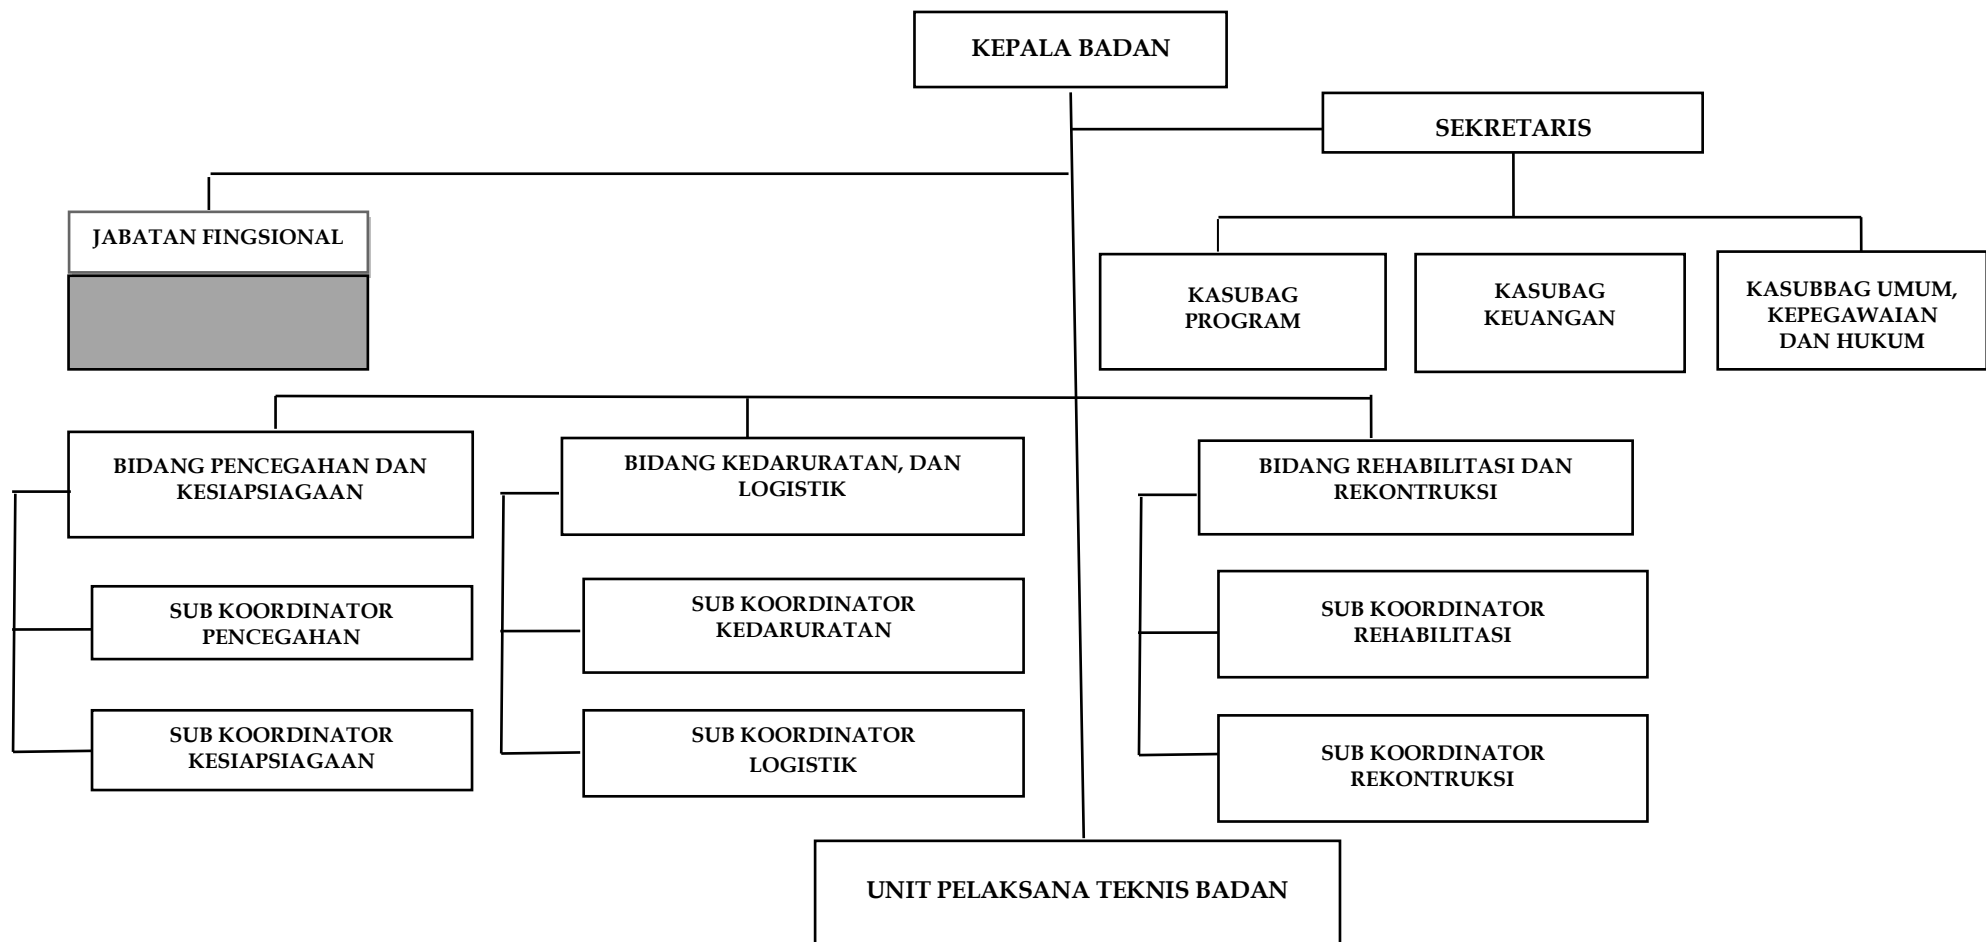 KEPALA BADAN
SEKRETARIS
JABATAN FINGSIONAL
KASUBAG
PROGRAM
KASUBAG
KEUANGAN
KASUBBAG UMUM,
KEPEGAWAIAN
DAN HUKUM
BIDANG PENCEGAHAN DAN
KESIAPSIAGAAN
BIDANG KEDARURATAN, DAN
LOGISTIK
BIDANG REHABILITASI DAN
REKONTRUKSI
SUB KOORDINATOR
PENCEGAHAN
SUB KOORDINATOR
KEDARURATAN
SUB KOORDINATOR
REHABILITASI
SUB KOORDINATOR
KESIAPSIAGAAN
SUB KOORDINATOR
LOGISTIK
SUB KOORDINATOR
REKONTRUKSI
UNIT PELAKSANA TEKNIS BADAN